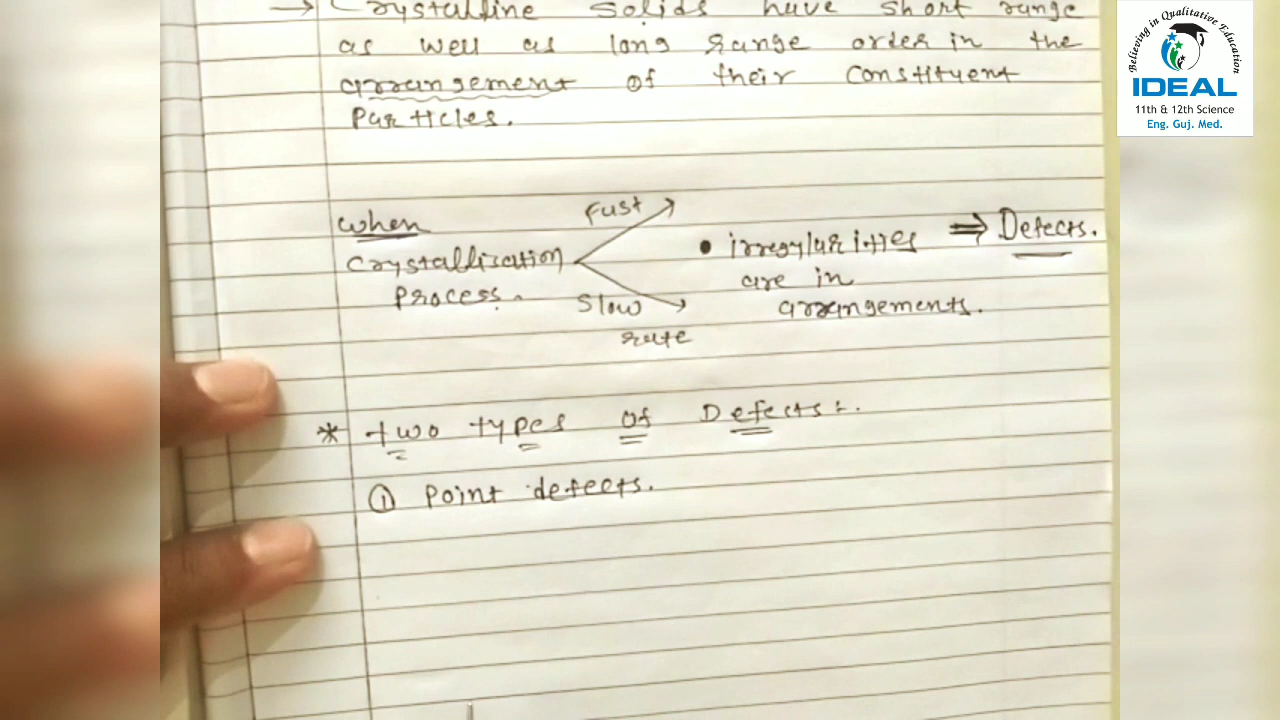 → Crystalline solids have short range
as well as long range order in the
arrangement of their constituent
Particles.
when
Crystallisation
Process.
Fast
Slow
rate
• irregularities
are in
arrangements.
⇒ Defects.
* two types of Defects:.
① Point defects.
Believing in Qualitative Education
IDEAL
11th & 12th Science
Eng. Guj. Med.